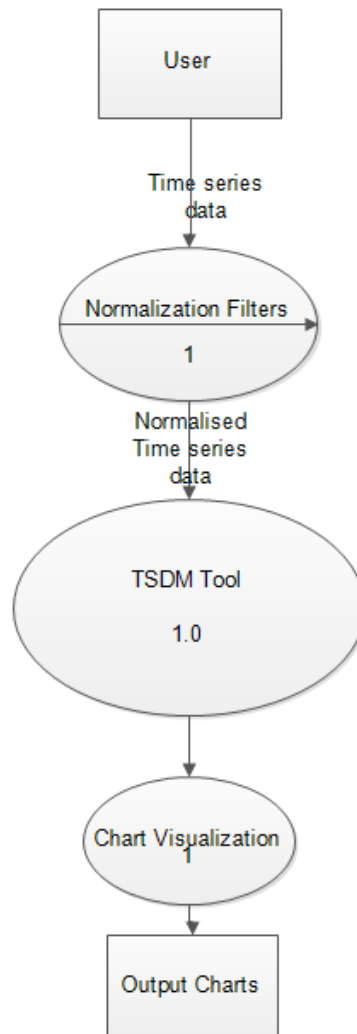 User
Time series
data
Normalization Filters
1
Normalised
Time series
data
TSDM Tool
1.0
Chart Visualization
1
Output Charts